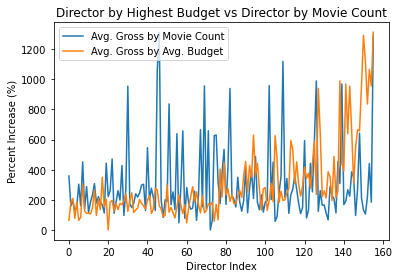 Director by Highest Budget vs Director by Movie Count
Avg. Gross by Movie Count
Avg. Gross by Avg. Budget
Percent Increase (%)
1200
1000
800
600
400
200
0
0 20 40 60 80 100 120 140 160
Director Index